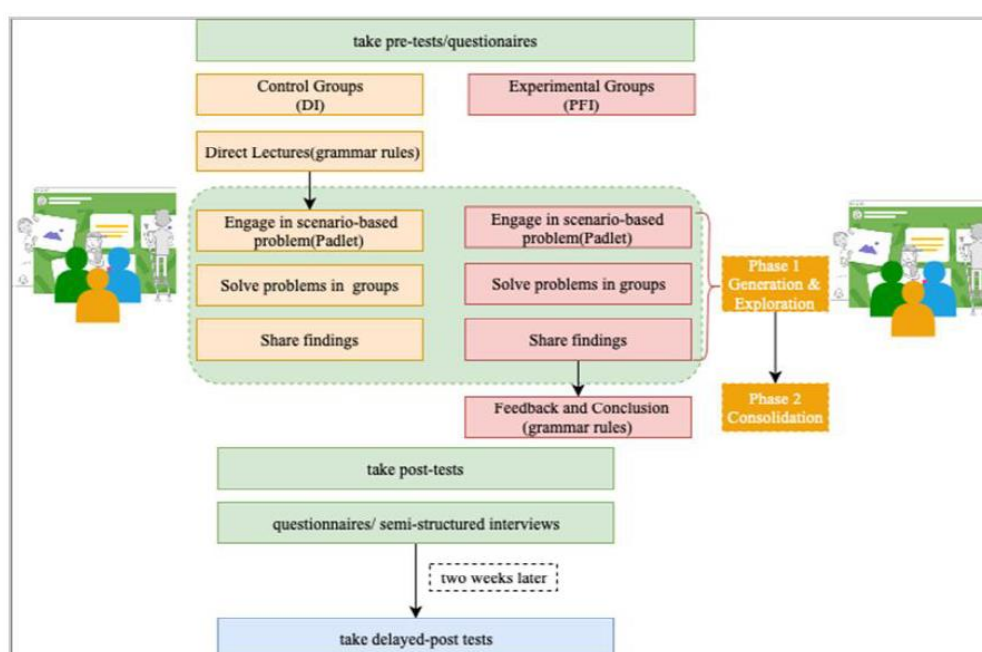 take pre-tests/questionaires
Control Groups
(DI)
Experimental Groups
(PFI)
Direct Lectures(grammar rules)
Engage in scenario-based
problem(Padlet)
Engage in scenario-based
problem(Padlet)
Solve problems in groups
Solve problems in groups
Phase 1
Generation &
Exploration
Share findings
Share findings
Phase 2
Consolidation
Feedback and Conclusion
(grammar rules)
take post-tests
questionnaires/ semi-structured interviews
two weeks later
take delayed-post tests